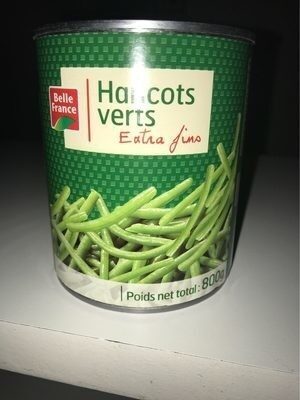 Belle
France
Haricots
verts
Extra fins
Poids net total : 800g